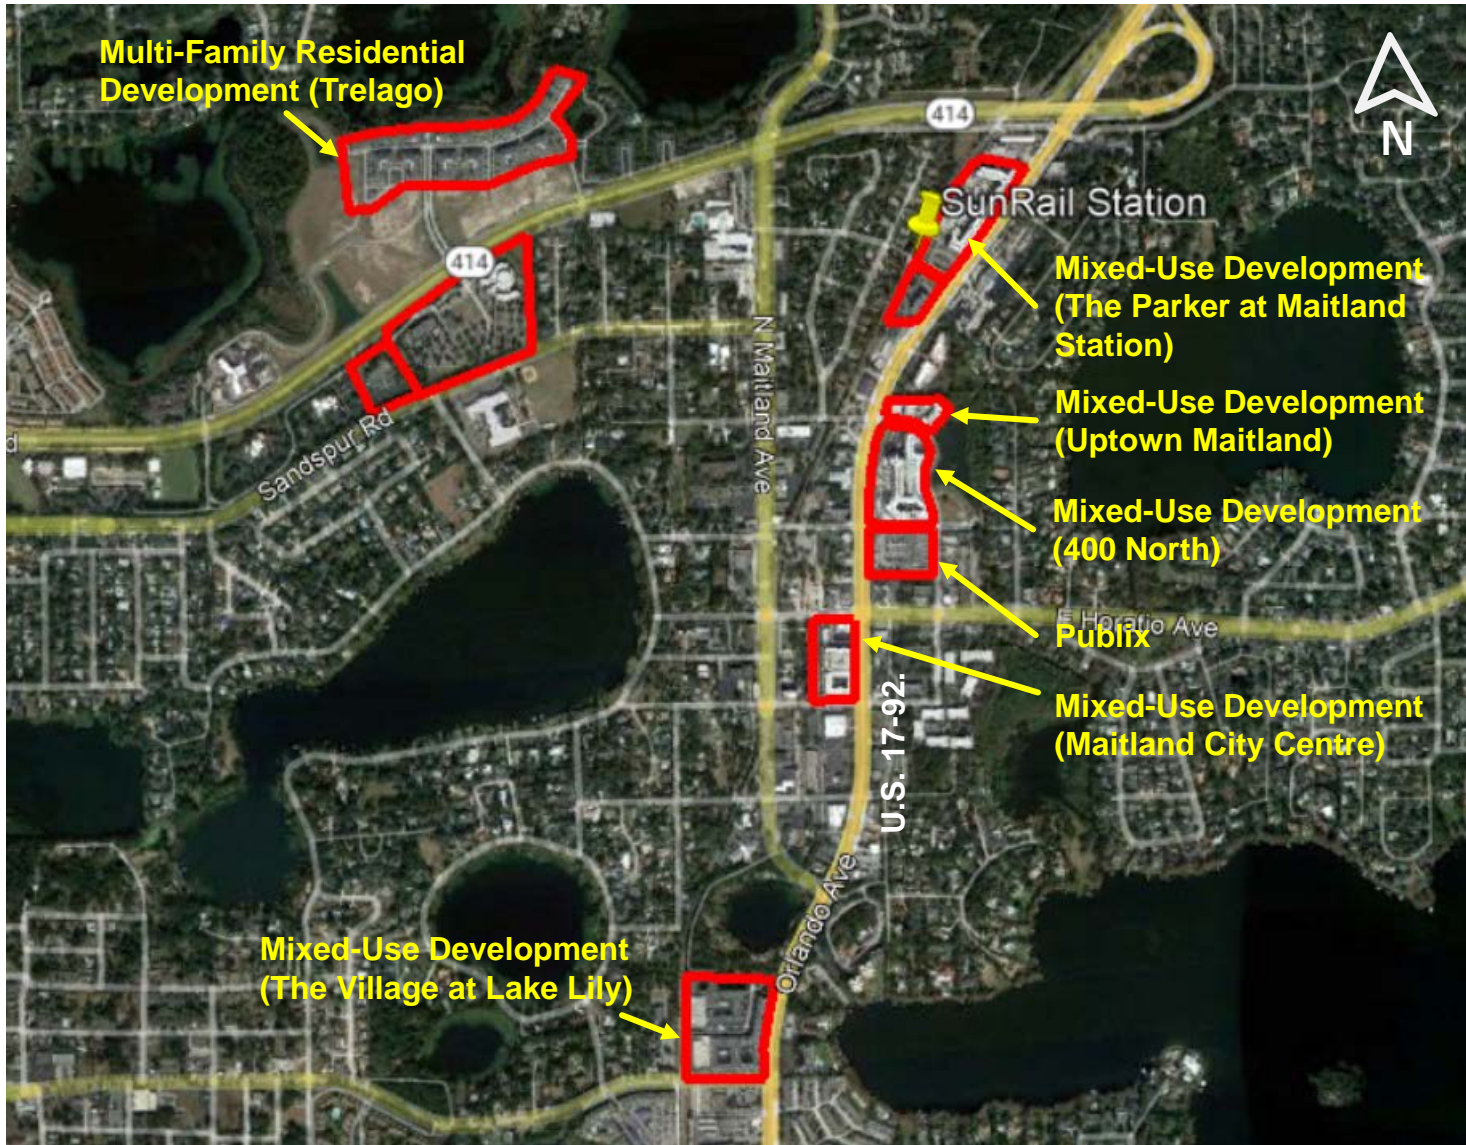 Multi-Family Residential
Development (Trelago)
414
N
SunRail Station
414
Mixed-Use Development
(The Parker at Maitland
Station)
N Maitland Ave
Mixed-Use Development
(Uptown Maitland)
Sandspur Rd
d
Mixed-Use Development
(400 North)
E Horatio Ave
Publix
U.S. 17-92.
Mixed-Use Development
(Maitland City Centre)
Orlando Ave
Mixed-Use Development
(The Village at Lake Lily)